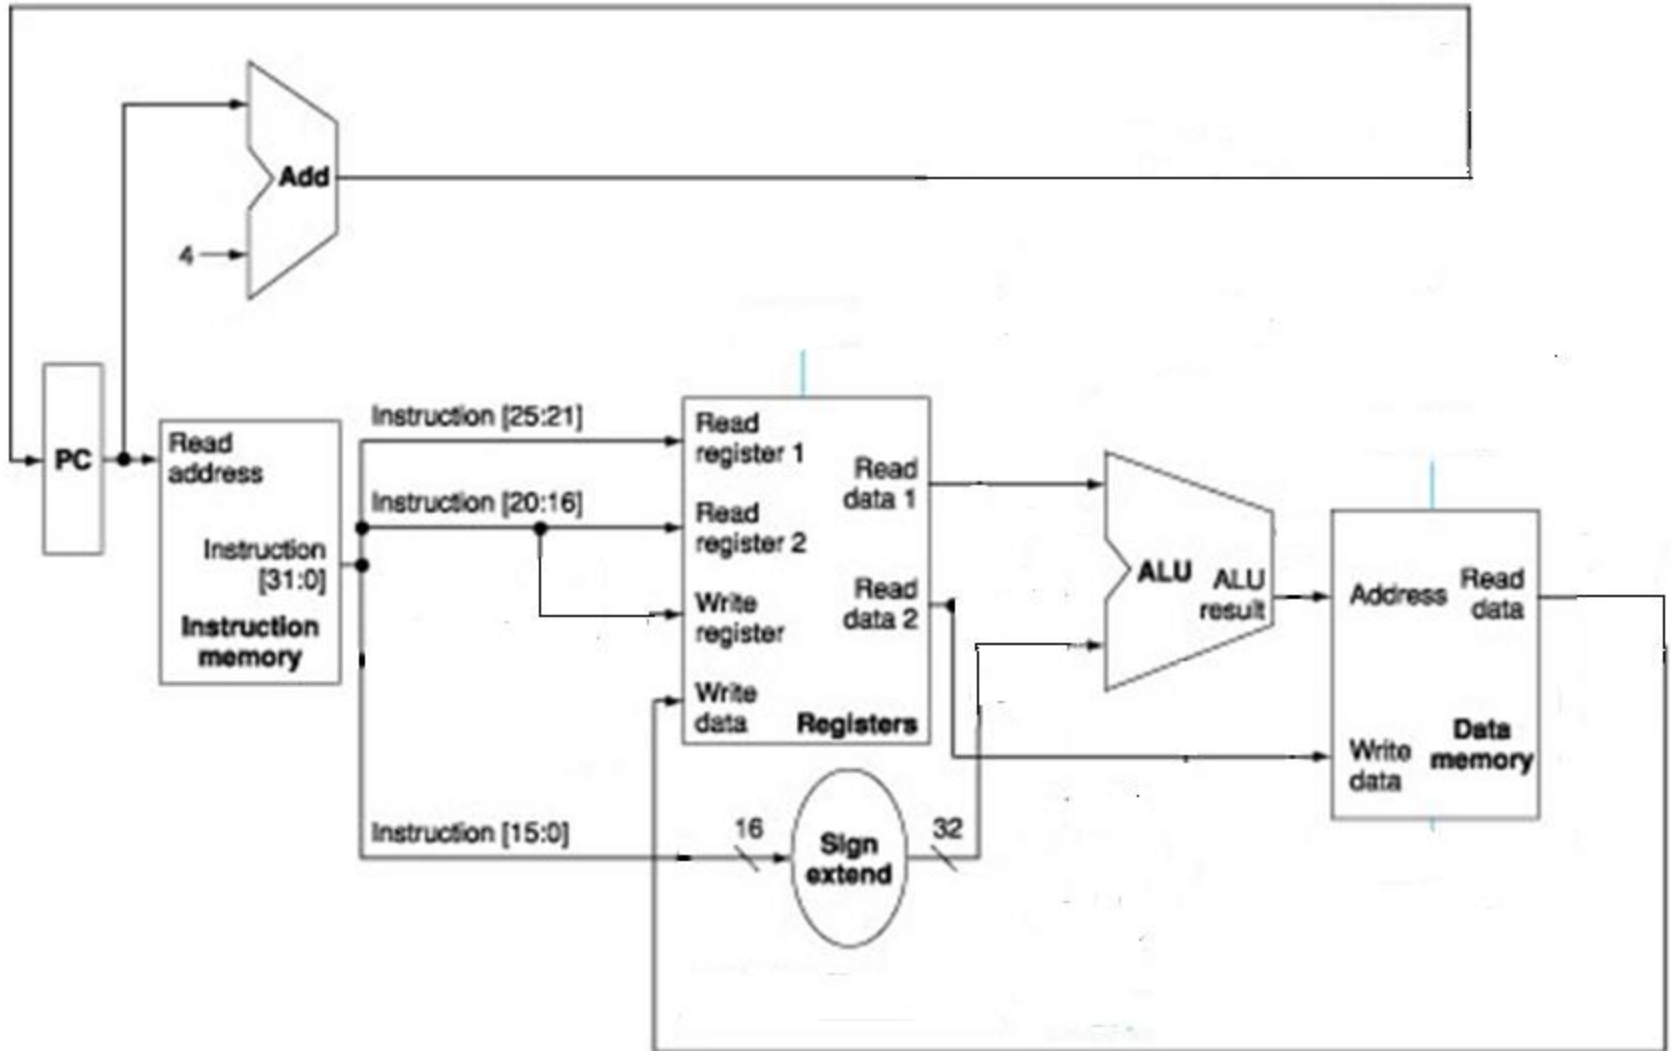 Add
4
PC
Read
address
Instruction
[31:0]
Instruction
memory
Instruction [25:21]
Instruction [20:16]
Instruction [15:0]
Read
register 1
Read
register 2
Write
register
Write
data
Read
data 1
Read
data 2
Registers
16
Sign
extend
32
ALU
ALU
result
Address
Read
data
Write
data
Data
memory